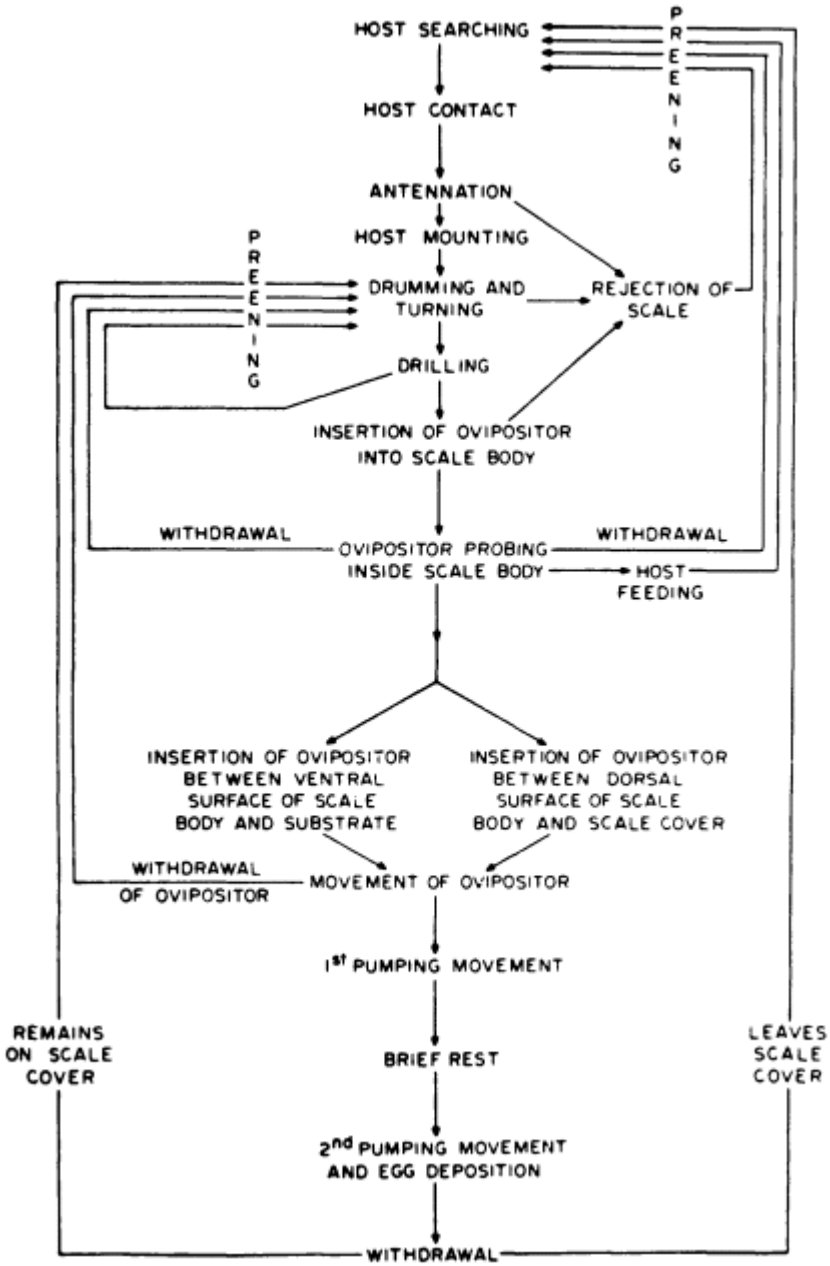 HOST SEARCHING
PREENING
HOST CONTACT
ANTENNATION
HOST MOUNTING
PREENING
DRUMMING AND
TURNING
REJECTION OF
SCALE
DRILLING
INSERTION OF OVIPOSITOR
INTO SCALE BODY
WITHDRAWAL
OVIPOSITOR PROBING
INSIDE SCALE BODY
WITHDRAWAL
HOST
FEEDING
INSERTION OF OVIPOSITOR
BETWEEN VENTRAL
SURFACE OF SCALE
BODY AND SUBSTRATE
INSERTION OF OVIPOSITOR
BETWEEN DORSAL
SURFACE OF SCALE
BODY AND SCALE COVER
WITHDRAWAL
OF OVIPOSITOR
MOVEMENT OF OVIPOSITOR
1st PUMPING MOVEMENT
REMAINS
ON SCALE
COVER
BRIEF REST
LEAVES
SCALE
COVER
2nd PUMPING MOVEMENT
AND EGG DEPOSITION
WITHDRAWAL